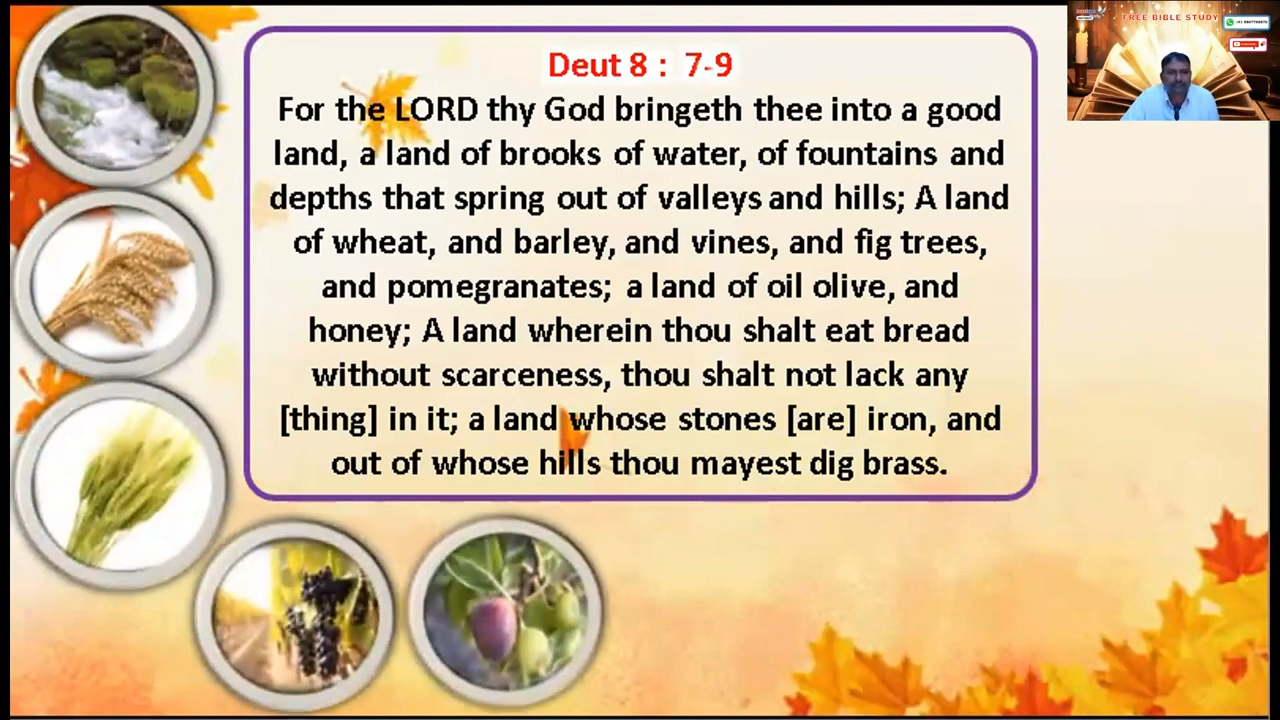 Deut 8 : 7-9
For the LORD thy God bringeth thee into a good
land, a land of brooks of water, of fountains and
depths that spring out of valleys and hills; A land
of wheat, and barley, and vines, and fig trees,
and pomegranates; a land of oil olive, and
honey; A land wherein thou shalt eat bread
without scarceness, thou shalt not lack any
[thing] in it; a land whose stones [are] iron, and
out of whose hills thou mayest dig brass.
FREE BIBLE STUDY